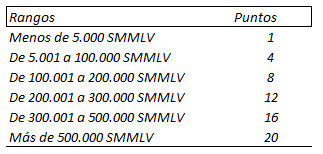 Rangos Puntos
Menos de 5.000 SMMLV 1
De 5.001 a 100.000 SMMLV 4
De 100.001 a 200.000 SMMLV 8
De 200.001 a 300.000 SMMLV 12
De 300.001 a 500.000 SMMLV 16
Más de 500.000 SMMLV 20